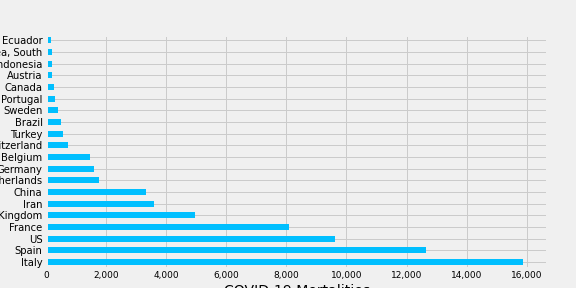 Ecuador
ea, South
ndonesia
Austria
Canada
Portugal
Sweden
Brazil
Turkey
itzerland
Belgium
Germany
herlands
China
Iran
Kingdom
France
US
Spain
Italy
0 2,000 4,000 6,000 8,000 10,000 12,000 14,000 16,000
COVID-19 Mortalities